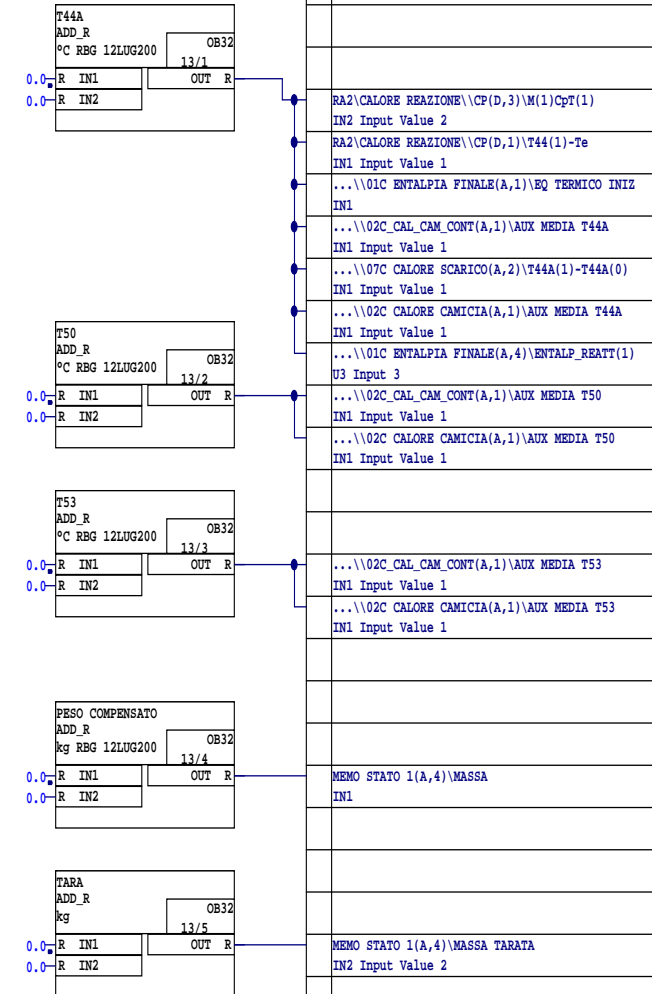 T44A
ADD_R
°C RBG 12LUG200 OB32
13/1
0.0 R IN1 OUT R
0.0 R IN2
RA2\CALORE REAZIONE\\CP(D,3)\M(1)CpT(1)
IN2 Input Value 2
RA2\CALORE REAZIONE\\CP(D,1)\T44(1)-Te
IN1 Input Value 1
...\\01C ENTALPIA FINALE(A,1)\EQ TERMICO INIZ
IN1
...\\02C_CAL_CAM_CONT(A,1)\AUX MEDIA T44A
IN1 Input Value 1
...\\07C CALORE SCARICO(A,2)\T44A(1)-T44A(0)
IN1 Input Value 1
...\\02C CALORE CAMICIA(A,1)\AUX MEDIA T44A
IN1 Input Value 1
...\\01C ENTALPIA FINALE(A,4)\ENTALP_REATT(1)
U3 Input 3
T50
ADD_R
°C RBG 12LUG200 OB32
13/2
0.0 R IN1 OUT R
0.0 R IN2
...\\02C_CAL_CAM_CONT(A,1)\AUX MEDIA T50
IN1 Input Value 1
...\\02C CALORE CAMICIA(A,1)\AUX MEDIA T50
IN1 Input Value 1
T53
ADD_R
°C RBG 12LUG200 OB32
13/3
0.0 R IN1 OUT R
0.0 R IN2
...\\02C_CAL_CAM_CONT(A,1)\AUX MEDIA T53
IN1 Input Value 1
...\\02C CALORE CAMICIA(A,1)\AUX MEDIA T53
IN1 Input Value 1
PESO COMPENSATO
ADD_R
kg RBG 12LUG200 OB32
13/4
0.0 R IN1 OUT R
0.0 R IN2
MEMO STATO 1(A,4)\MASSA
IN1
TARA
ADD_R
kg OB32
13/5
0.0 R IN1 OUT R
0.0 R IN2
MEMO STATO 1(A,4)\MASSA TARATA
IN2 Input Value 2